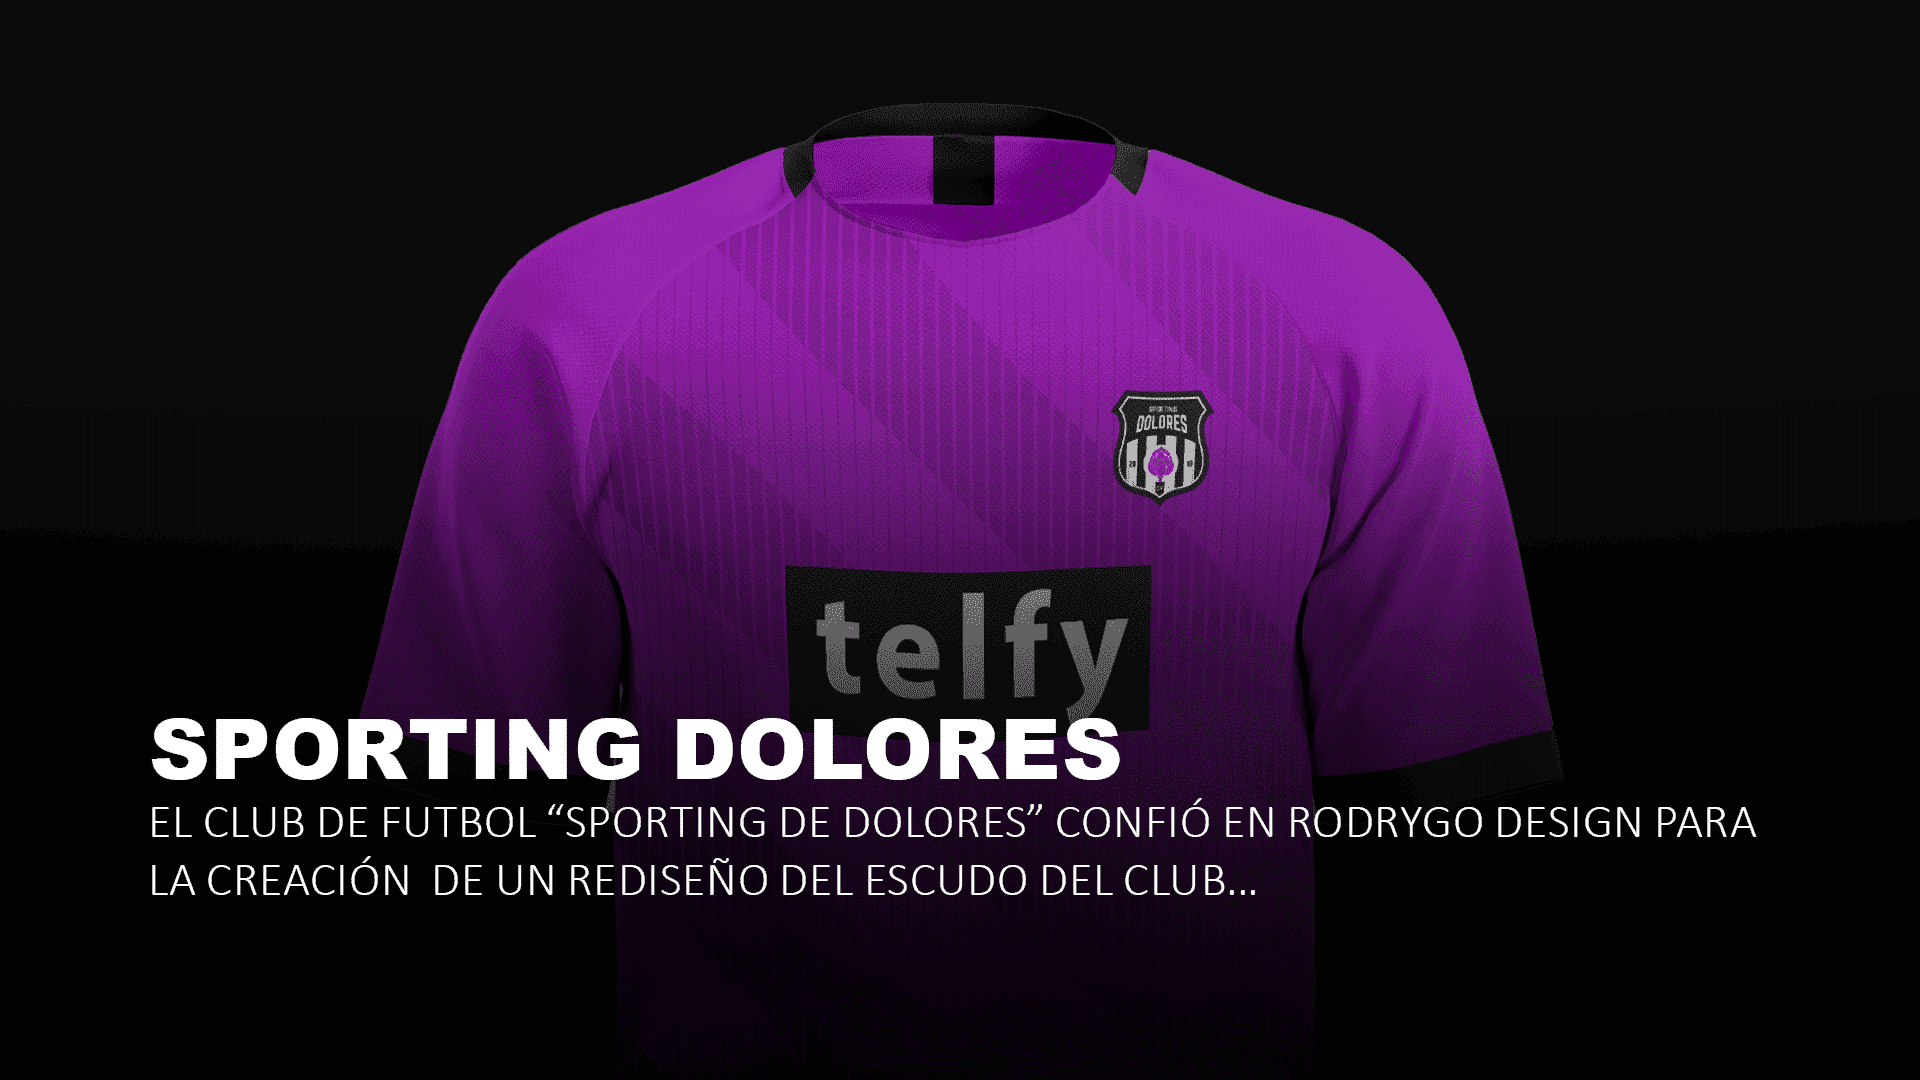 SPORTING
DOLORES
telfy
SPORTING DOLORES
EL CLUB DE FUTBOL “SPORTING DE DOLORES” CONFIÓ EN RODRYGO DESIGN PARA
LA CREACIÓN  DE UN REDISEÑO DEL ESCUDO DEL CLUB...